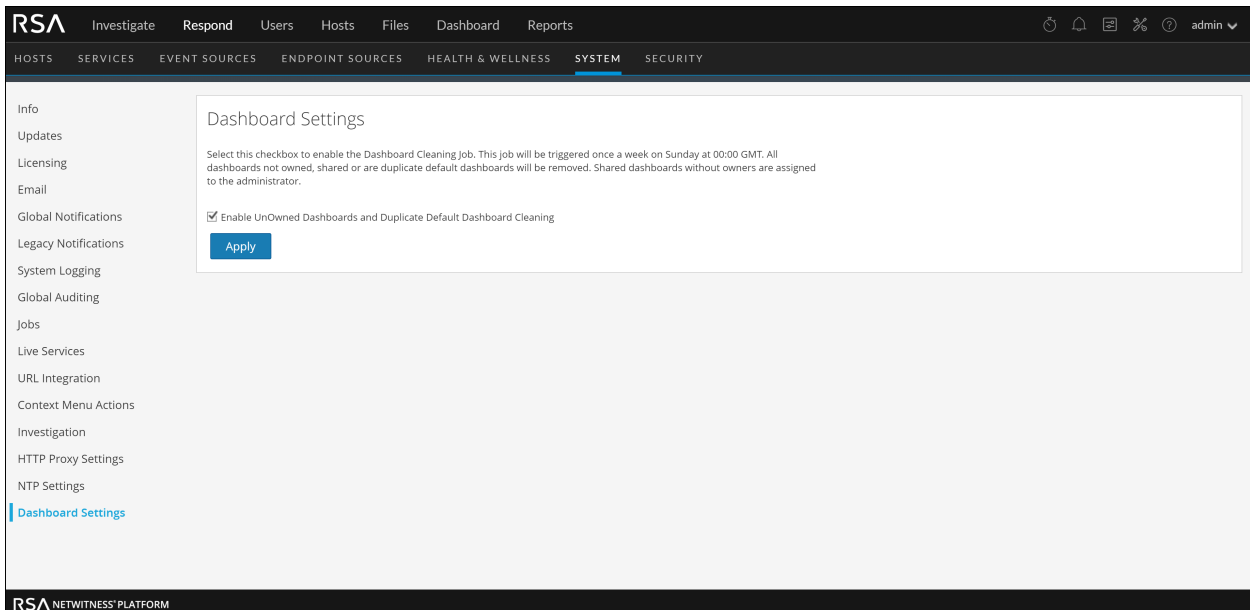 RSA Investigate Respond Users Hosts Files Dashboard Reports admin
HOSTS SERVICES EVENT SOURCES ENDPOINT SOURCES HEALTH & WELLNESS SYSTEM SECURITY
Info
Updates
Licensing
Email
Global Notifications
Legacy Notifications
System Logging
Global Auditing
Jobs
Live Services
URL Integration
Context Menu Actions
Investigation
HTTP Proxy Settings
NTP Settings
Dashboard Settings
Dashboard Settings
Select this checkbox to enable the Dashboard Cleaning Job. This job will be triggered once a week on Sunday at 00:00 GMT. All
dashboards not owned, shared or are duplicate default dashboards will be removed. Shared dashboards without owners are assigned
to the administrator.
Enable UnOwned Dashboards and Duplicate Default Dashboard Cleaning
Apply
RSA NETWITNESS® PLATFORM